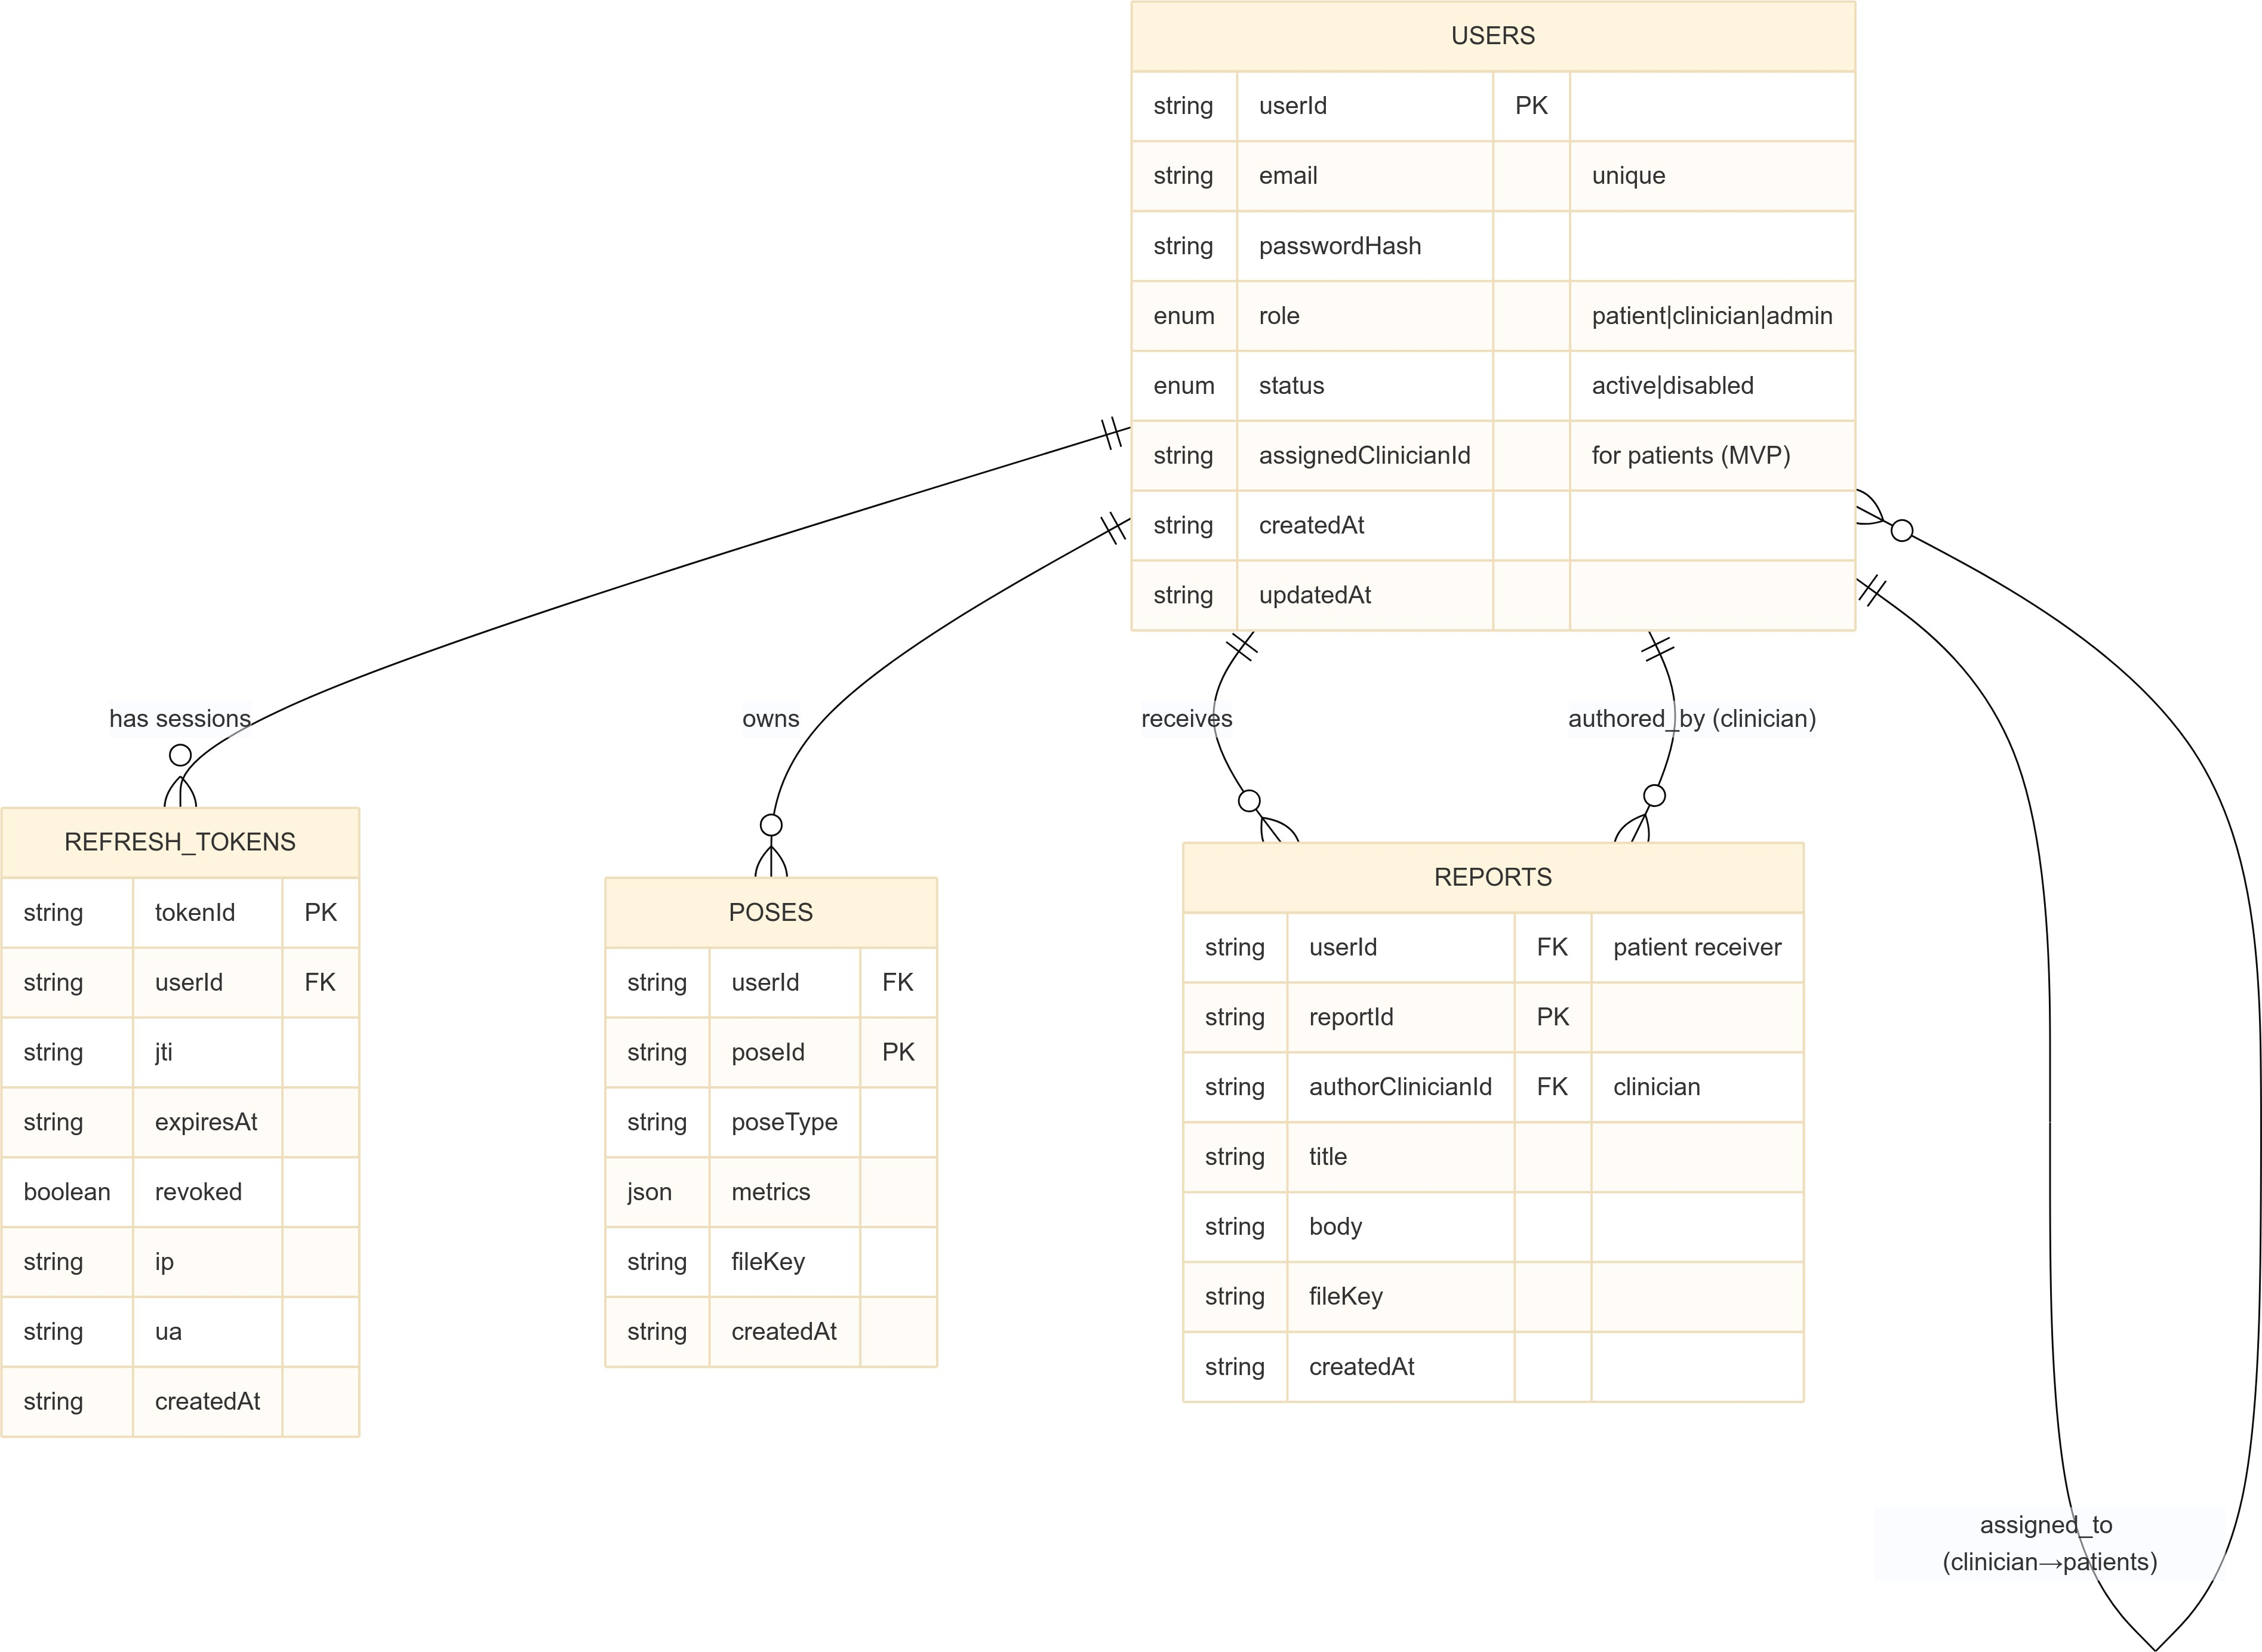 USERS
string userId PK
string email unique
string passwordHash
enum role patient|clinician|admin
enum status active|disabled
string assignedClinicianId for patients (MVP)
string createdAt
string updatedAt
has sessions
owns
receives
authored_by (clinician)
REFRESH_TOKENS
string tokenId PK
string userId FK
string jti
string expiresAt
boolean revoked
string ip
string ua
string createdAt
POSES
string userId FK
string poseId PK
string poseType
json metrics
string fileKey
string createdAt
REPORTS
string userId FK patient receiver
string reportId PK
string authorClinicianId FK clinician
string title
string body
string fileKey
string createdAt
assigned_to
(clinician→patients)